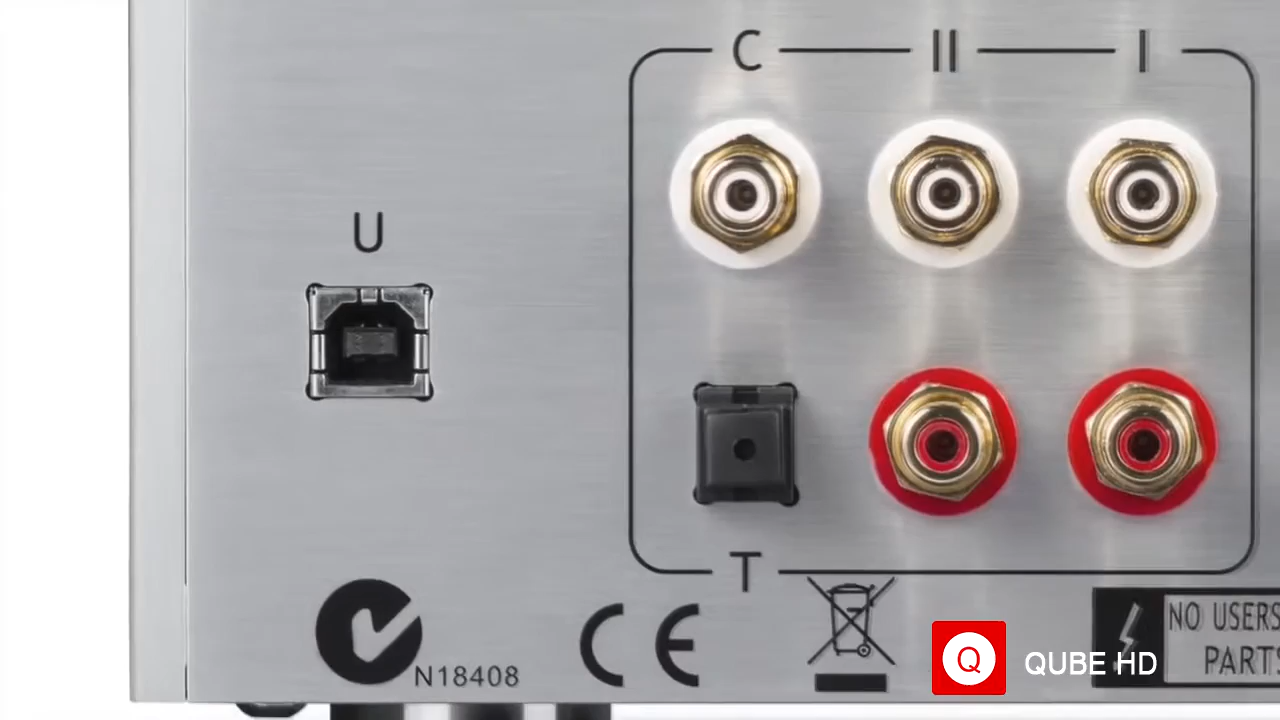 C II I
U
T
N18408
CE
NO USERS
PARTS
Q QUBE HD